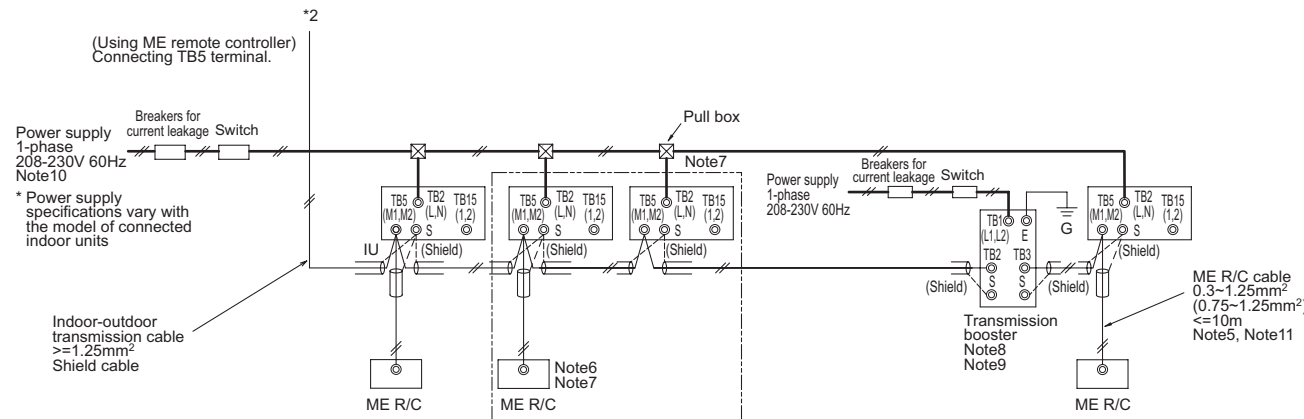 *2
(Using ME remote controller)
Connecting TB5 terminal.
Power supply
1-phase
208-230V 60Hz
Note10
Breakers for
current leakage
Switch
Pull box
Note7
* Power supply
specifications vary with
the model of connected
indoor units
TB5
(M1,M2)
TB2
(L,N)
TB15
(1,2)
S
IU
(Shield)
TB5
(M1,M2)
TB2
(L,N)
TB15
(1,2)
S
(Shield)
TB5
(M1,M2)
TB2
(L,N)
TB15
(1,2)
S
(Shield)
Power supply
1-phase
208-230V 60Hz
Breakers for
current leakage
Switch
TB1
(L1,L2)
E
G
TB2
TB3
S
S
(Shield)
(Shield)
Transmission
booster
Note8
Note9
TB5
(M1,M2)
TB2
(L,N)
TB15
(1,2)
S
(Shield)
ME R/C cable
0.3~1.25mm²
(0.75~1.25mm²)
<=10m
Note5, Note11
Indoor-outdoor
transmission cable
>=1.25mm²
Shield cable
ME R/C
Note6
Note7
ME R/C
ME R/C